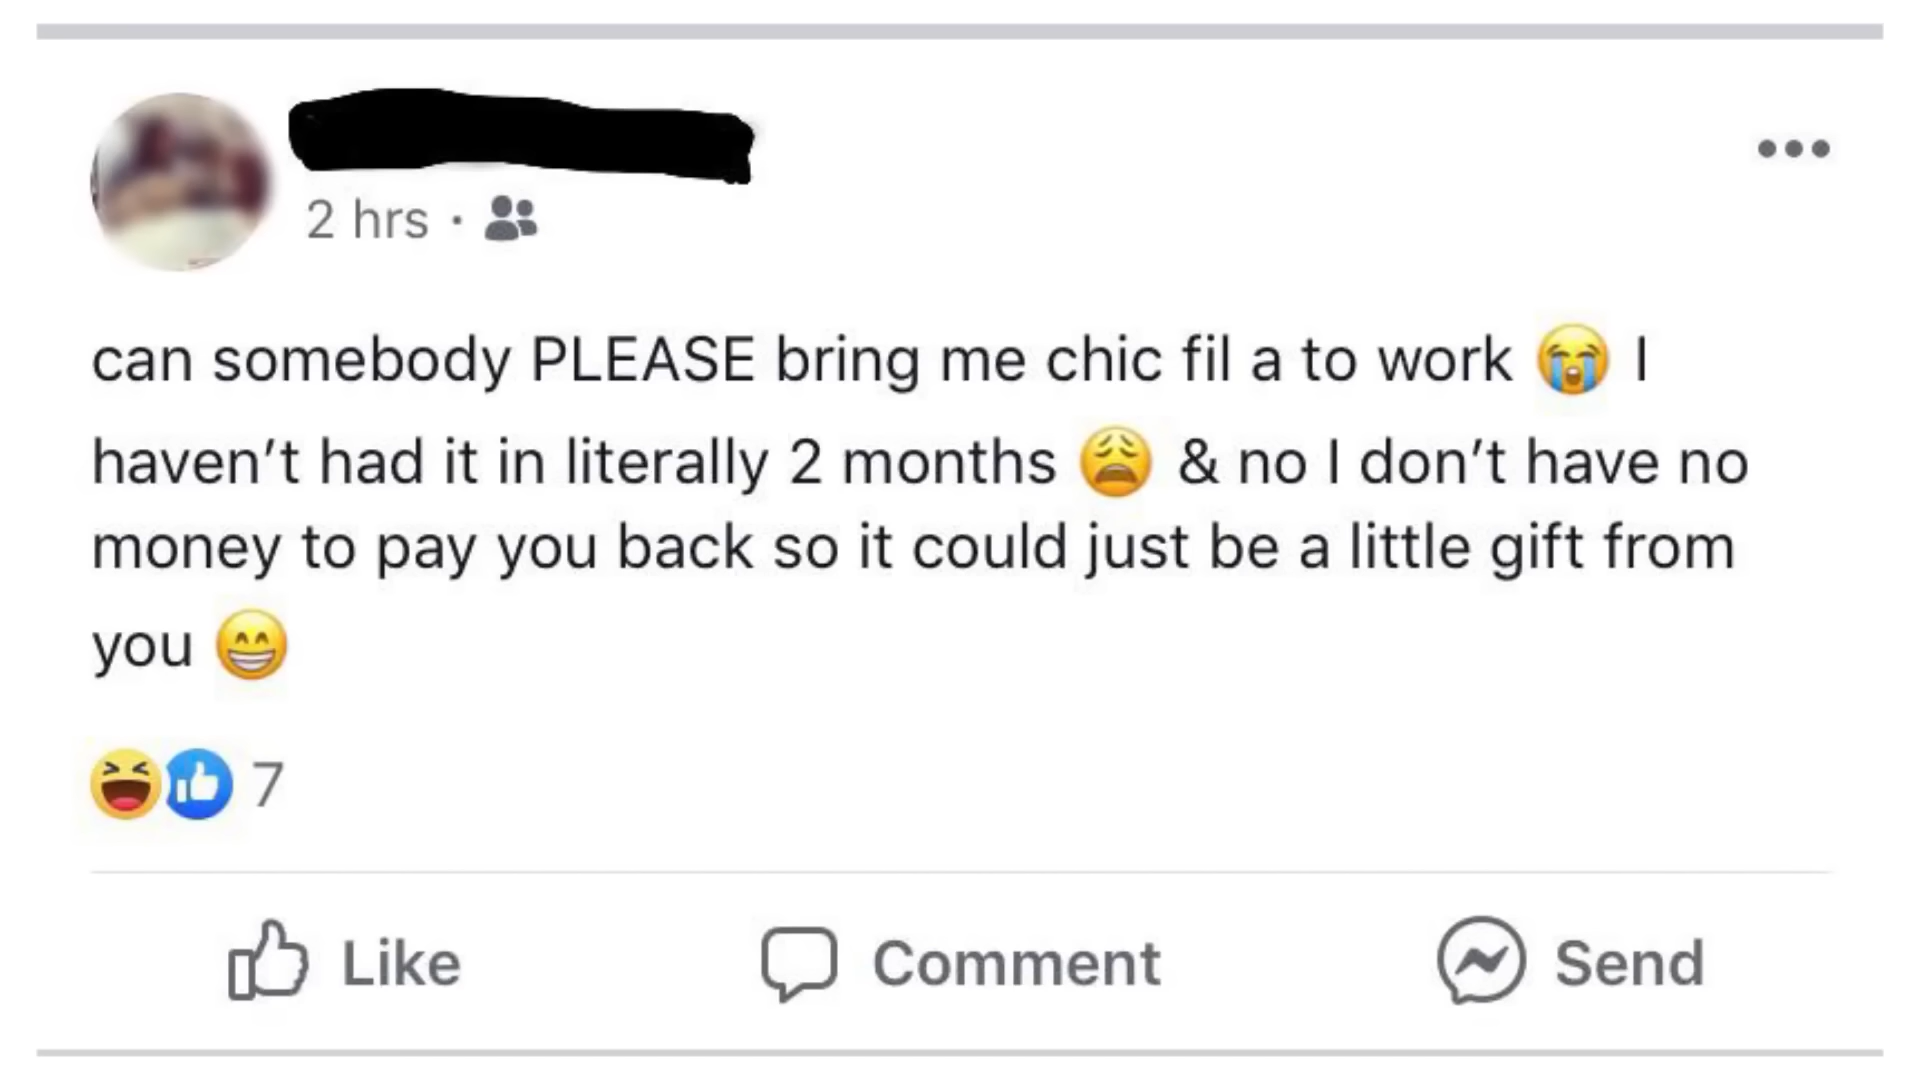 2 hrs ·
can somebody PLEASE bring me chic fil a to work 😭 I
haven’t had it in literally 2 months 😩 & no I don’t have no
money to pay you back so it could just be a little gift from
you 😁
7
Like Comment Send